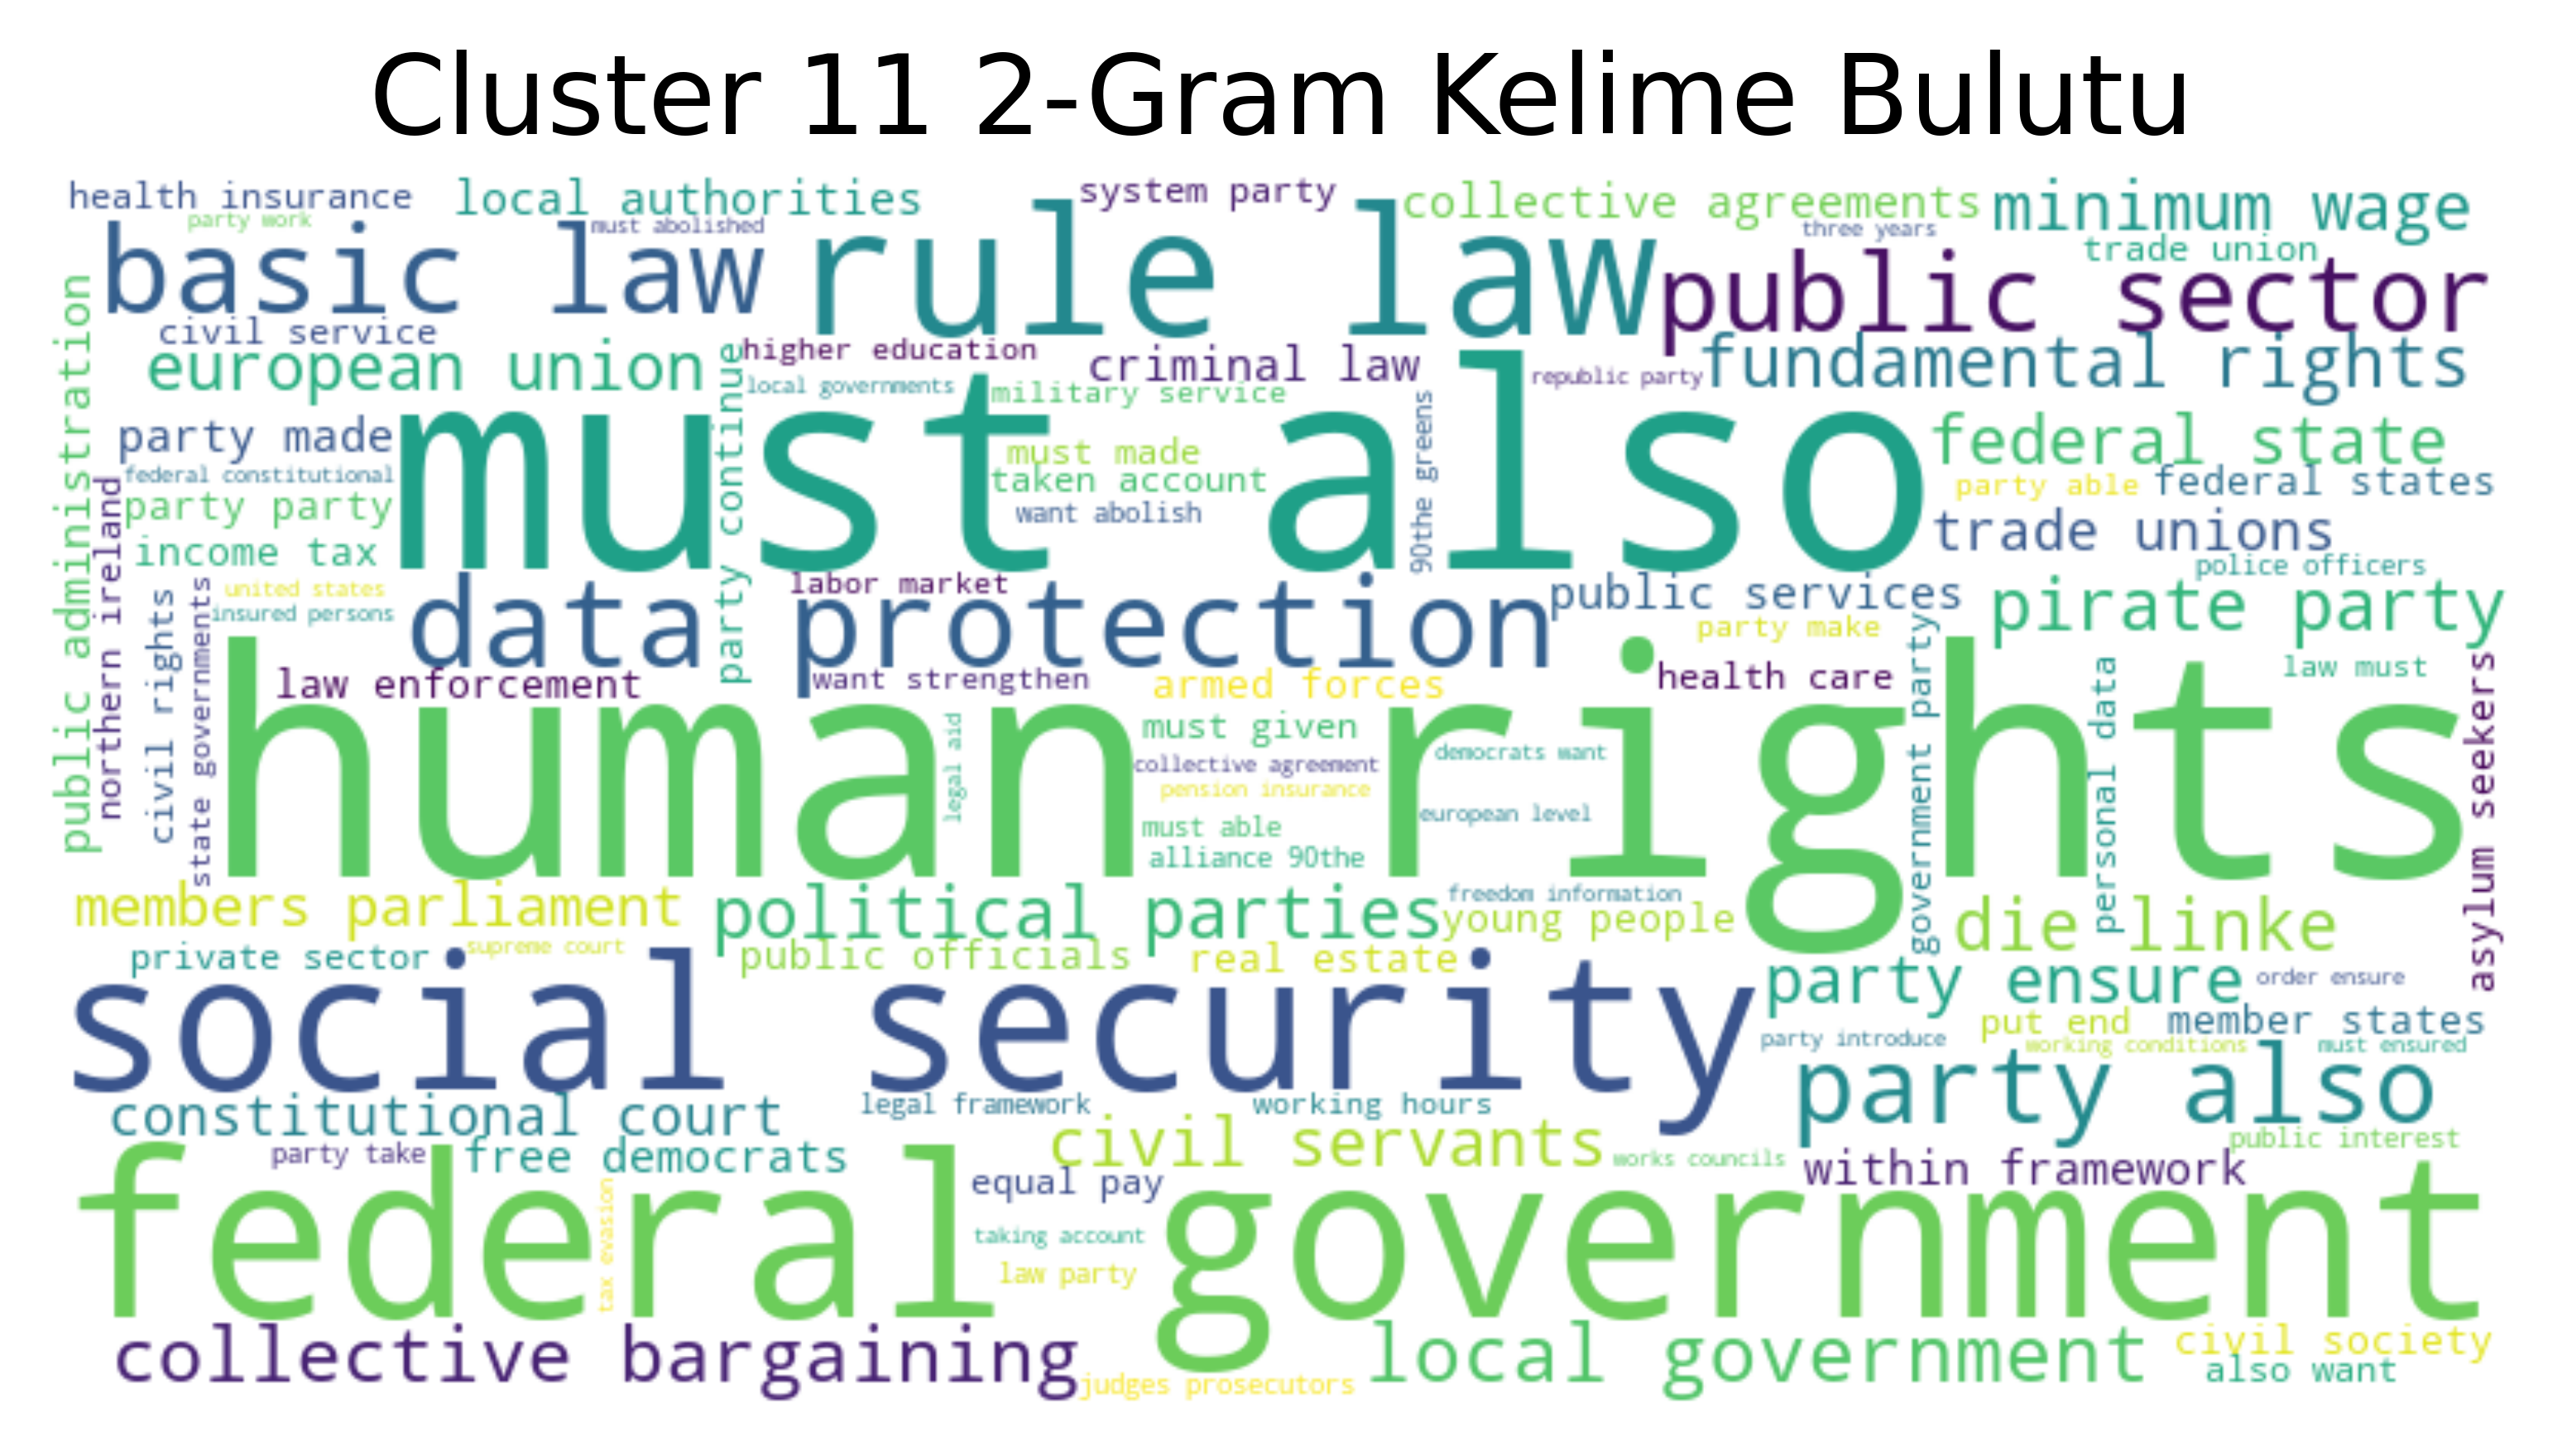 Cluster 11 2-Gram Kelime Bulutu
health insurance
local authorities
system party
collective agreements
minimum wage
party work
must abolished
three years
trade union
basic law
rule law
public sector
civil service
european union
higher education
criminal law
republic party
fundamental rights
local governments
military service
public administration
party continue
90the greens
party made
must also
must made
federal state
federal constitutional
taken account
party able
federal states
northern ireland
party party
want abolish
trade unions
income tax
police officers
united states
labor market
public services
pirate party
insured persons
data protection
party make
civil rights
state governments
law enforcement
want strengthen
armed forces
health care
government party
personal data
law must
asylum seekers
human rights
legal aid
must given
democrats want
collective agreement
pension insurance
european level
must able
alliance 90the
members parliament
political parties
freedom information
young people
die linke
private sector
supreme court
public officials
real estate
party ensure
order ensure
social security
put end
member states
party introduce
working conditions
must ensured
party also
constitutional court
legal framework
working hours
civil servants
public interest
party take
free democrats
works councils
within framework
equal pay
federal government
tax evasion
taking account
law party
collective bargaining
local government
civil society
judges prosecutors
also want